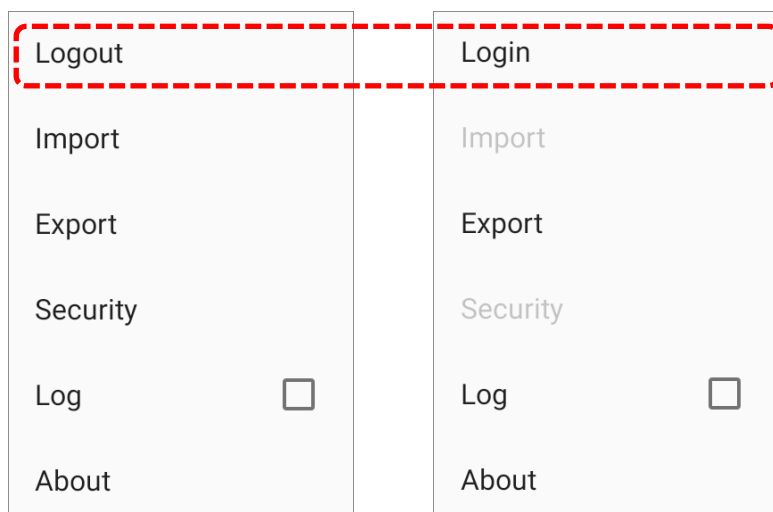 Logout
Import
Export
Security
Log
About
Login
Import
Export
Security
Log
About